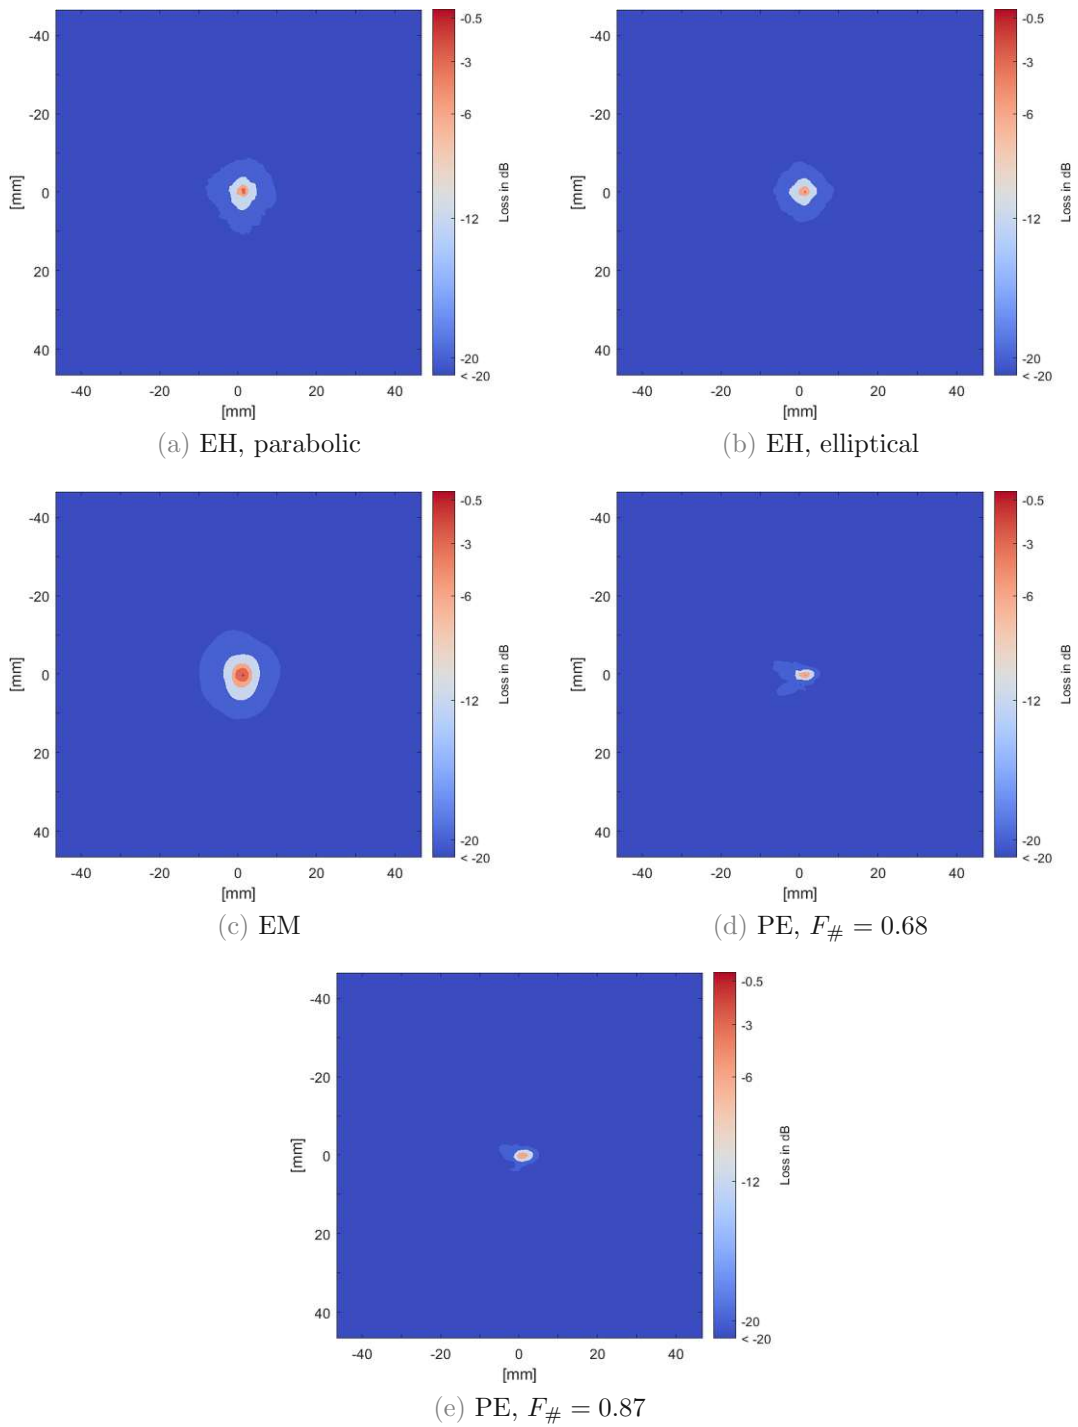 -40
-20
0
20
40
[mm]
-40 -20 0 20 40
[mm]
-0.5
-3
-6
-12
-20
< -20
Loss in dB
(a) EH, parabolic
-40
-20
0
20
40
[mm]
-40 -20 0 20 40
[mm]
-0.5
-3
-6
-12
-20
< -20
Loss in dB
(b) EH, elliptical
-40
-20
0
20
40
[mm]
-40 -20 0 20 40
[mm]
-0.5
-3
-6
-12
-20
< -20
Loss in dB
(c) EM
-40
-20
0
20
40
[mm]
-40 -20 0 20 40
[mm]
-0.5
-3
-6
-12
-20
< -20
Loss in dB
(d) PE, F# = 0.68
-40
-20
0
20
40
[mm]
-40 -20 0 20 40
[mm]
-0.5
-3
-6
-12
-20
< -20
Loss in dB
(e) PE, F# = 0.87